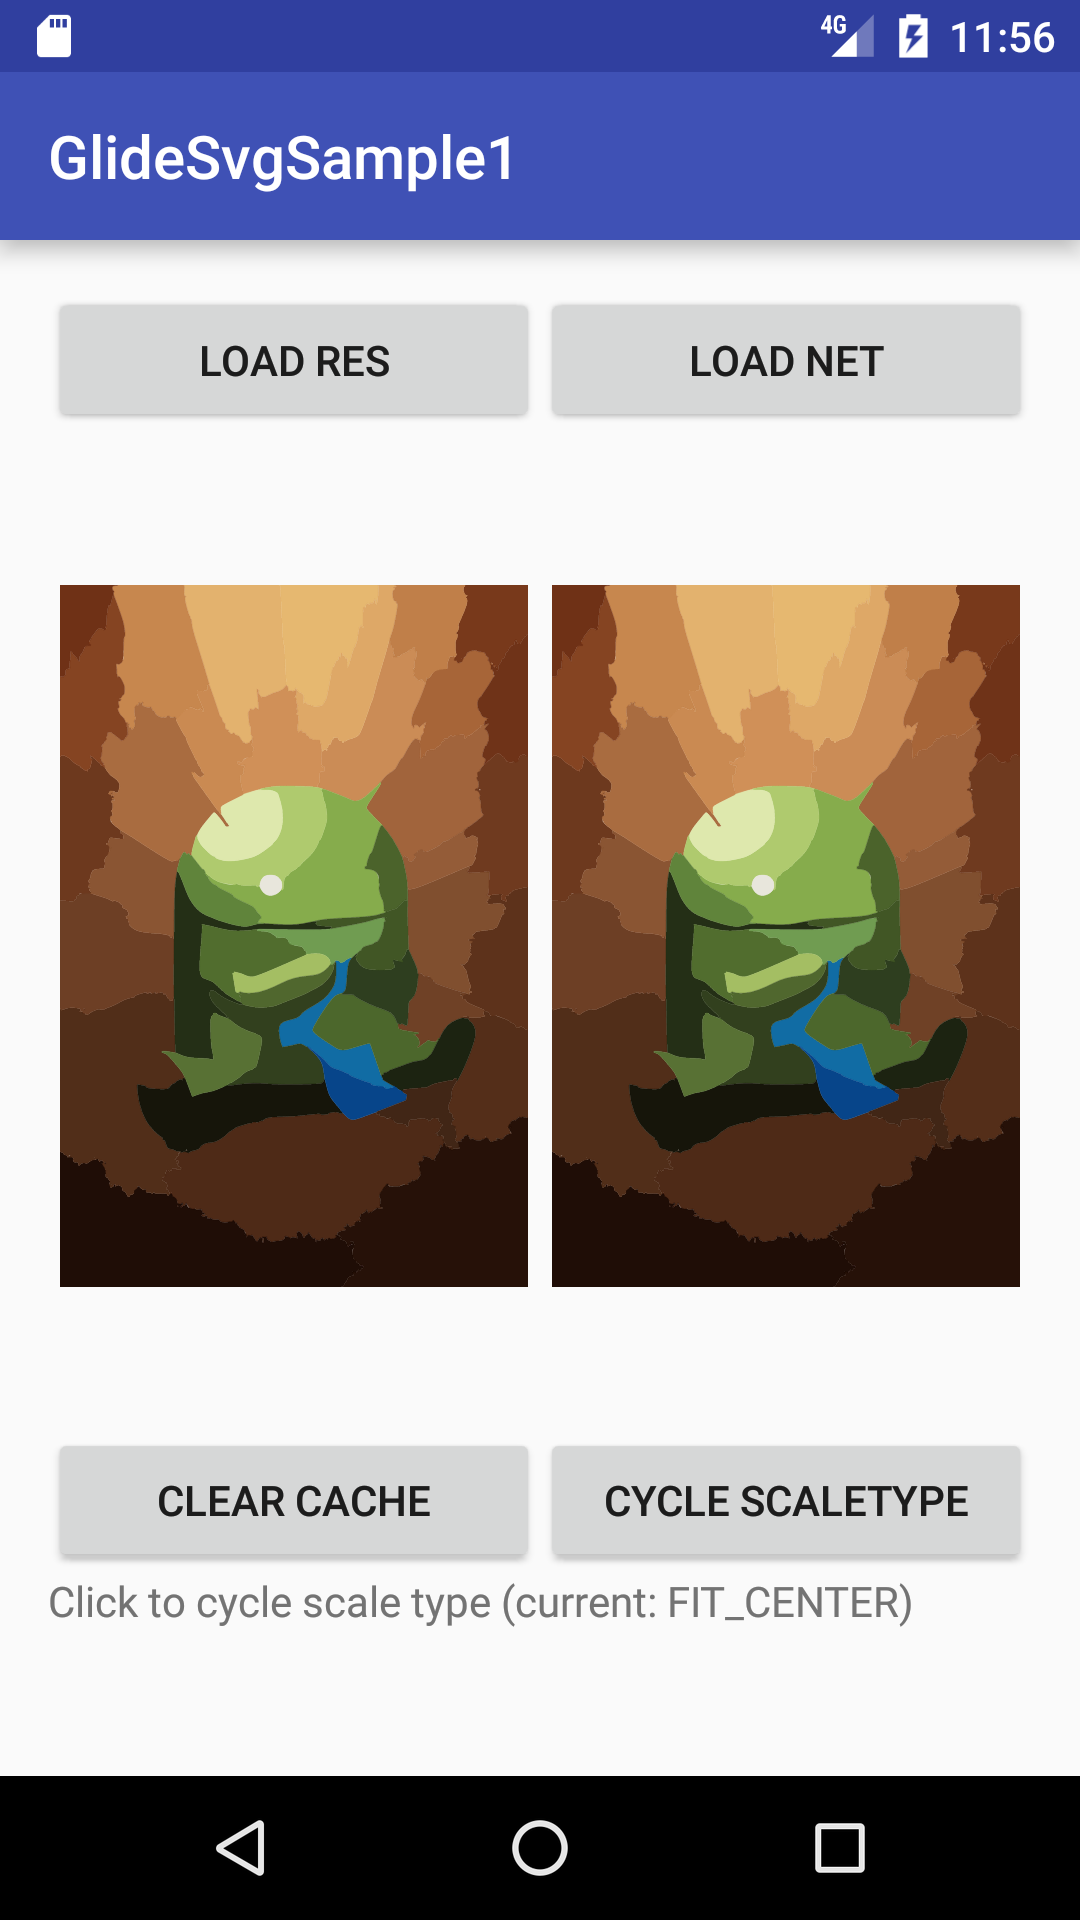 4G 11:56
GlideSvgSample1
LOAD RES LOAD NET
CLEAR CACHE CYCLE SCALETYPE
Click to cycle scale type (current: FIT_CENTER)